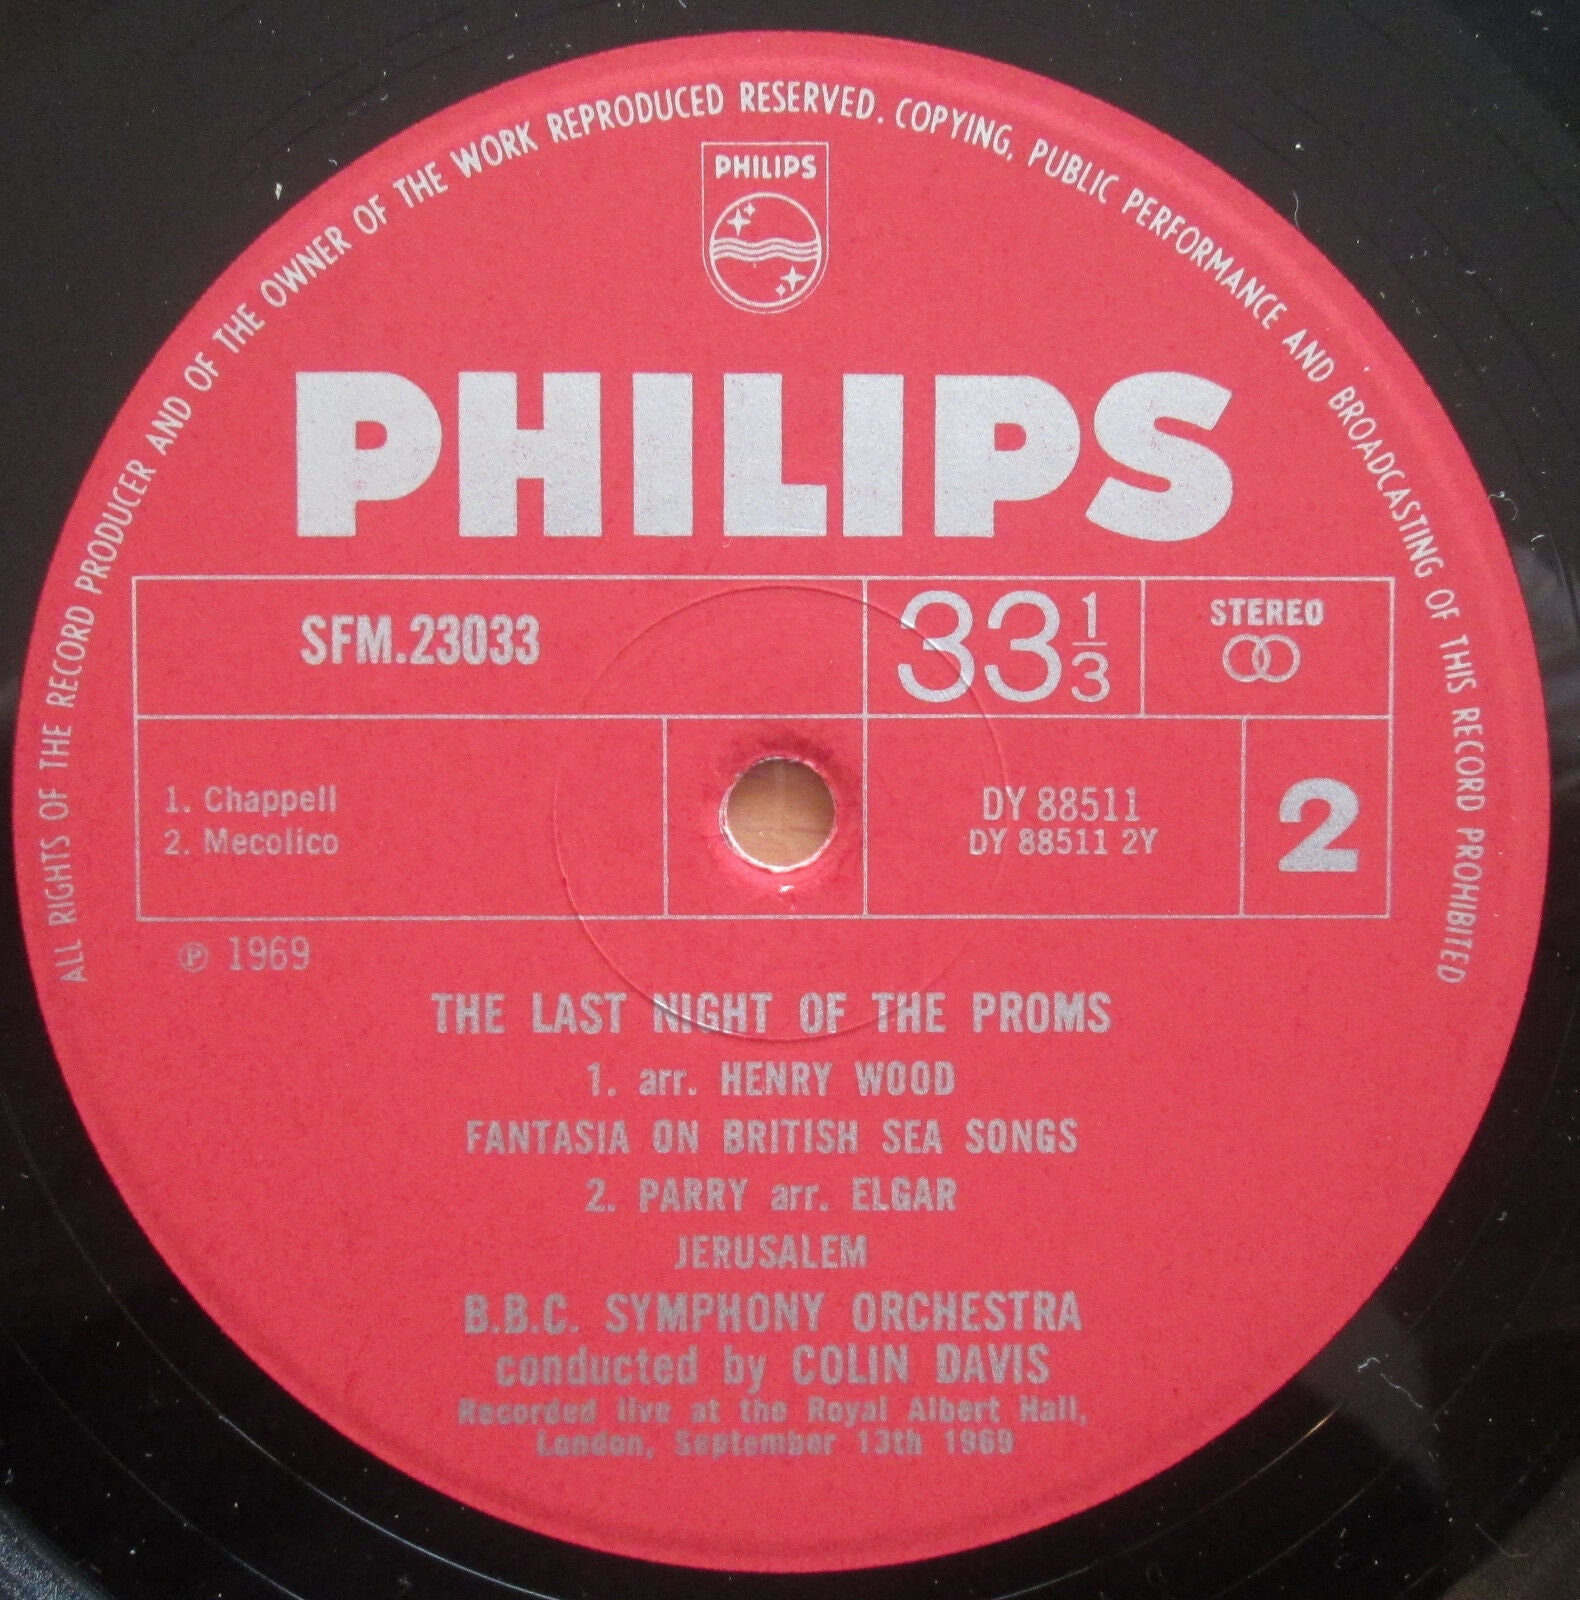 ALL RIGHTS OF THE RECORD PRODUCER AND OF THE OWNER OF THE WORK REPRODUCED RESERVED. COPYING, PUBLIC PERFORMANCE AND BROADCASTING OF THIS RECORD PROHIBITED
PHILIPS
PHILIPS
SFM.23033
33 1/3
STEREO
1. Chappell
2. Mecolico
DY 88511
DY 88511 2Y
2
℗ 1969
THE LAST NIGHT OF THE PROMS
1. arr. HENRY WOOD
FANTASIA ON BRITISH SEA SONGS
2. PARRY arr. ELGAR
JERUSALEM
B.B.C. SYMPHONY ORCHESTRA
conducted by COLIN DAVIS
Recorded live at the Royal Albert Hall,
London, September 13th 1969